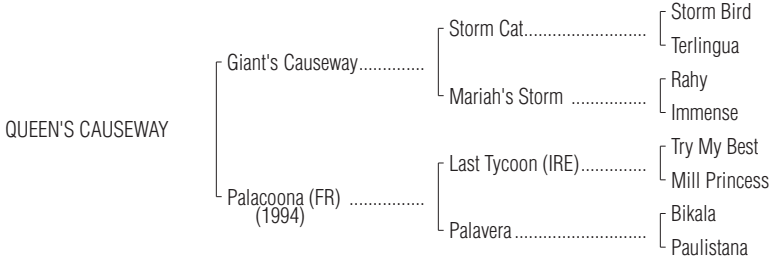 Storm Bird
Storm Cat..........................
Terlingua
Giant's Causeway..............
Rahy
Mariah's Storm ................
Immense
QUEEN'S CAUSEWAY
Try My Best
Last Tycoon (IRE)..............
Mill Princess
Palacoona (FR) ................
(1994)
Bikala
Palavera............................
Paulistana